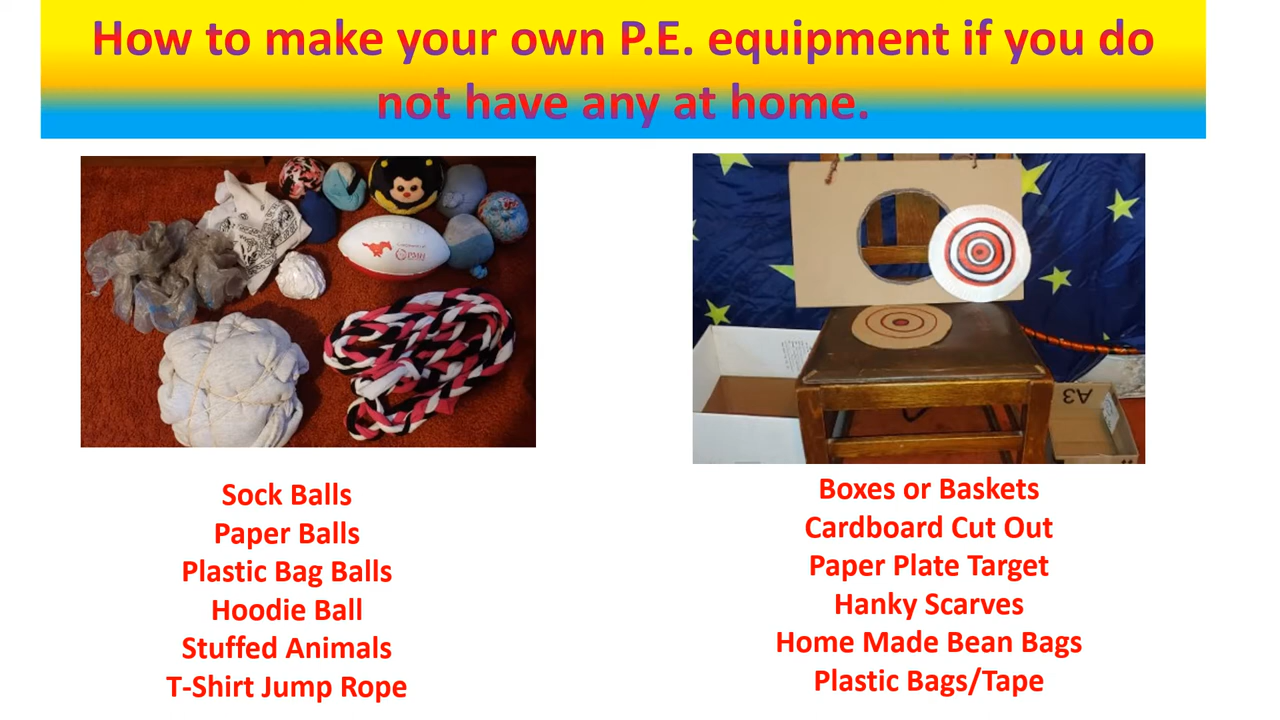 How to make your own P.E. equipment if you do
not have any at home.
Sock Balls
Paper Balls
Plastic Bag Balls
Hoodie Ball
Stuffed Animals
T-Shirt Jump Rope
A3
Boxes or Baskets
Cardboard Cut Out
Paper Plate Target
Hanky Scarves
Home Made Bean Bags
Plastic Bags/Tape